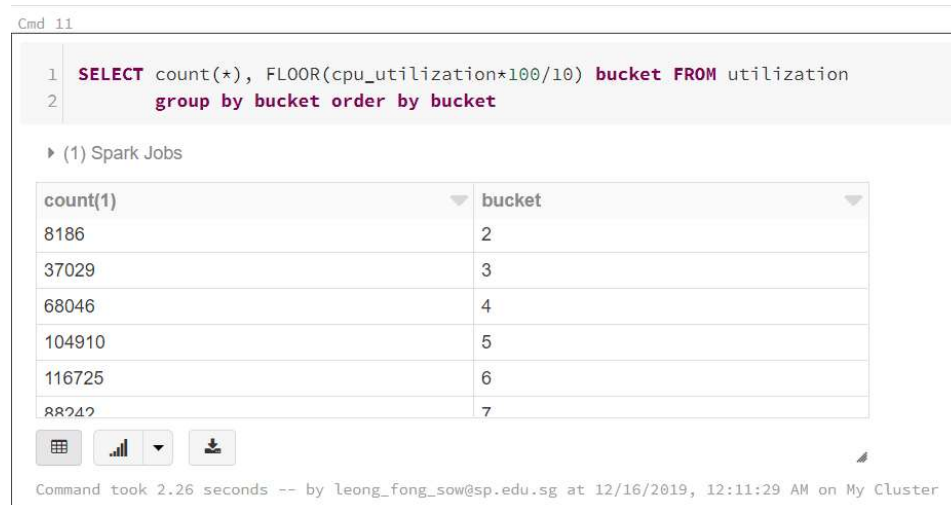 Cmd 11
1 SELECT count(*), FLOOR(cpu_utilization*100/10) bucket FROM utilization
2 group by bucket order by bucket
(1) Spark Jobs
count(1) bucket
8186 2
37029 3
68046 4
104910 5
116725 6
88242 7
Command took 2.26 seconds -- by leong_fong_sow@sp.edu.sg at 12/16/2019, 12:11:29 AM on My Cluster